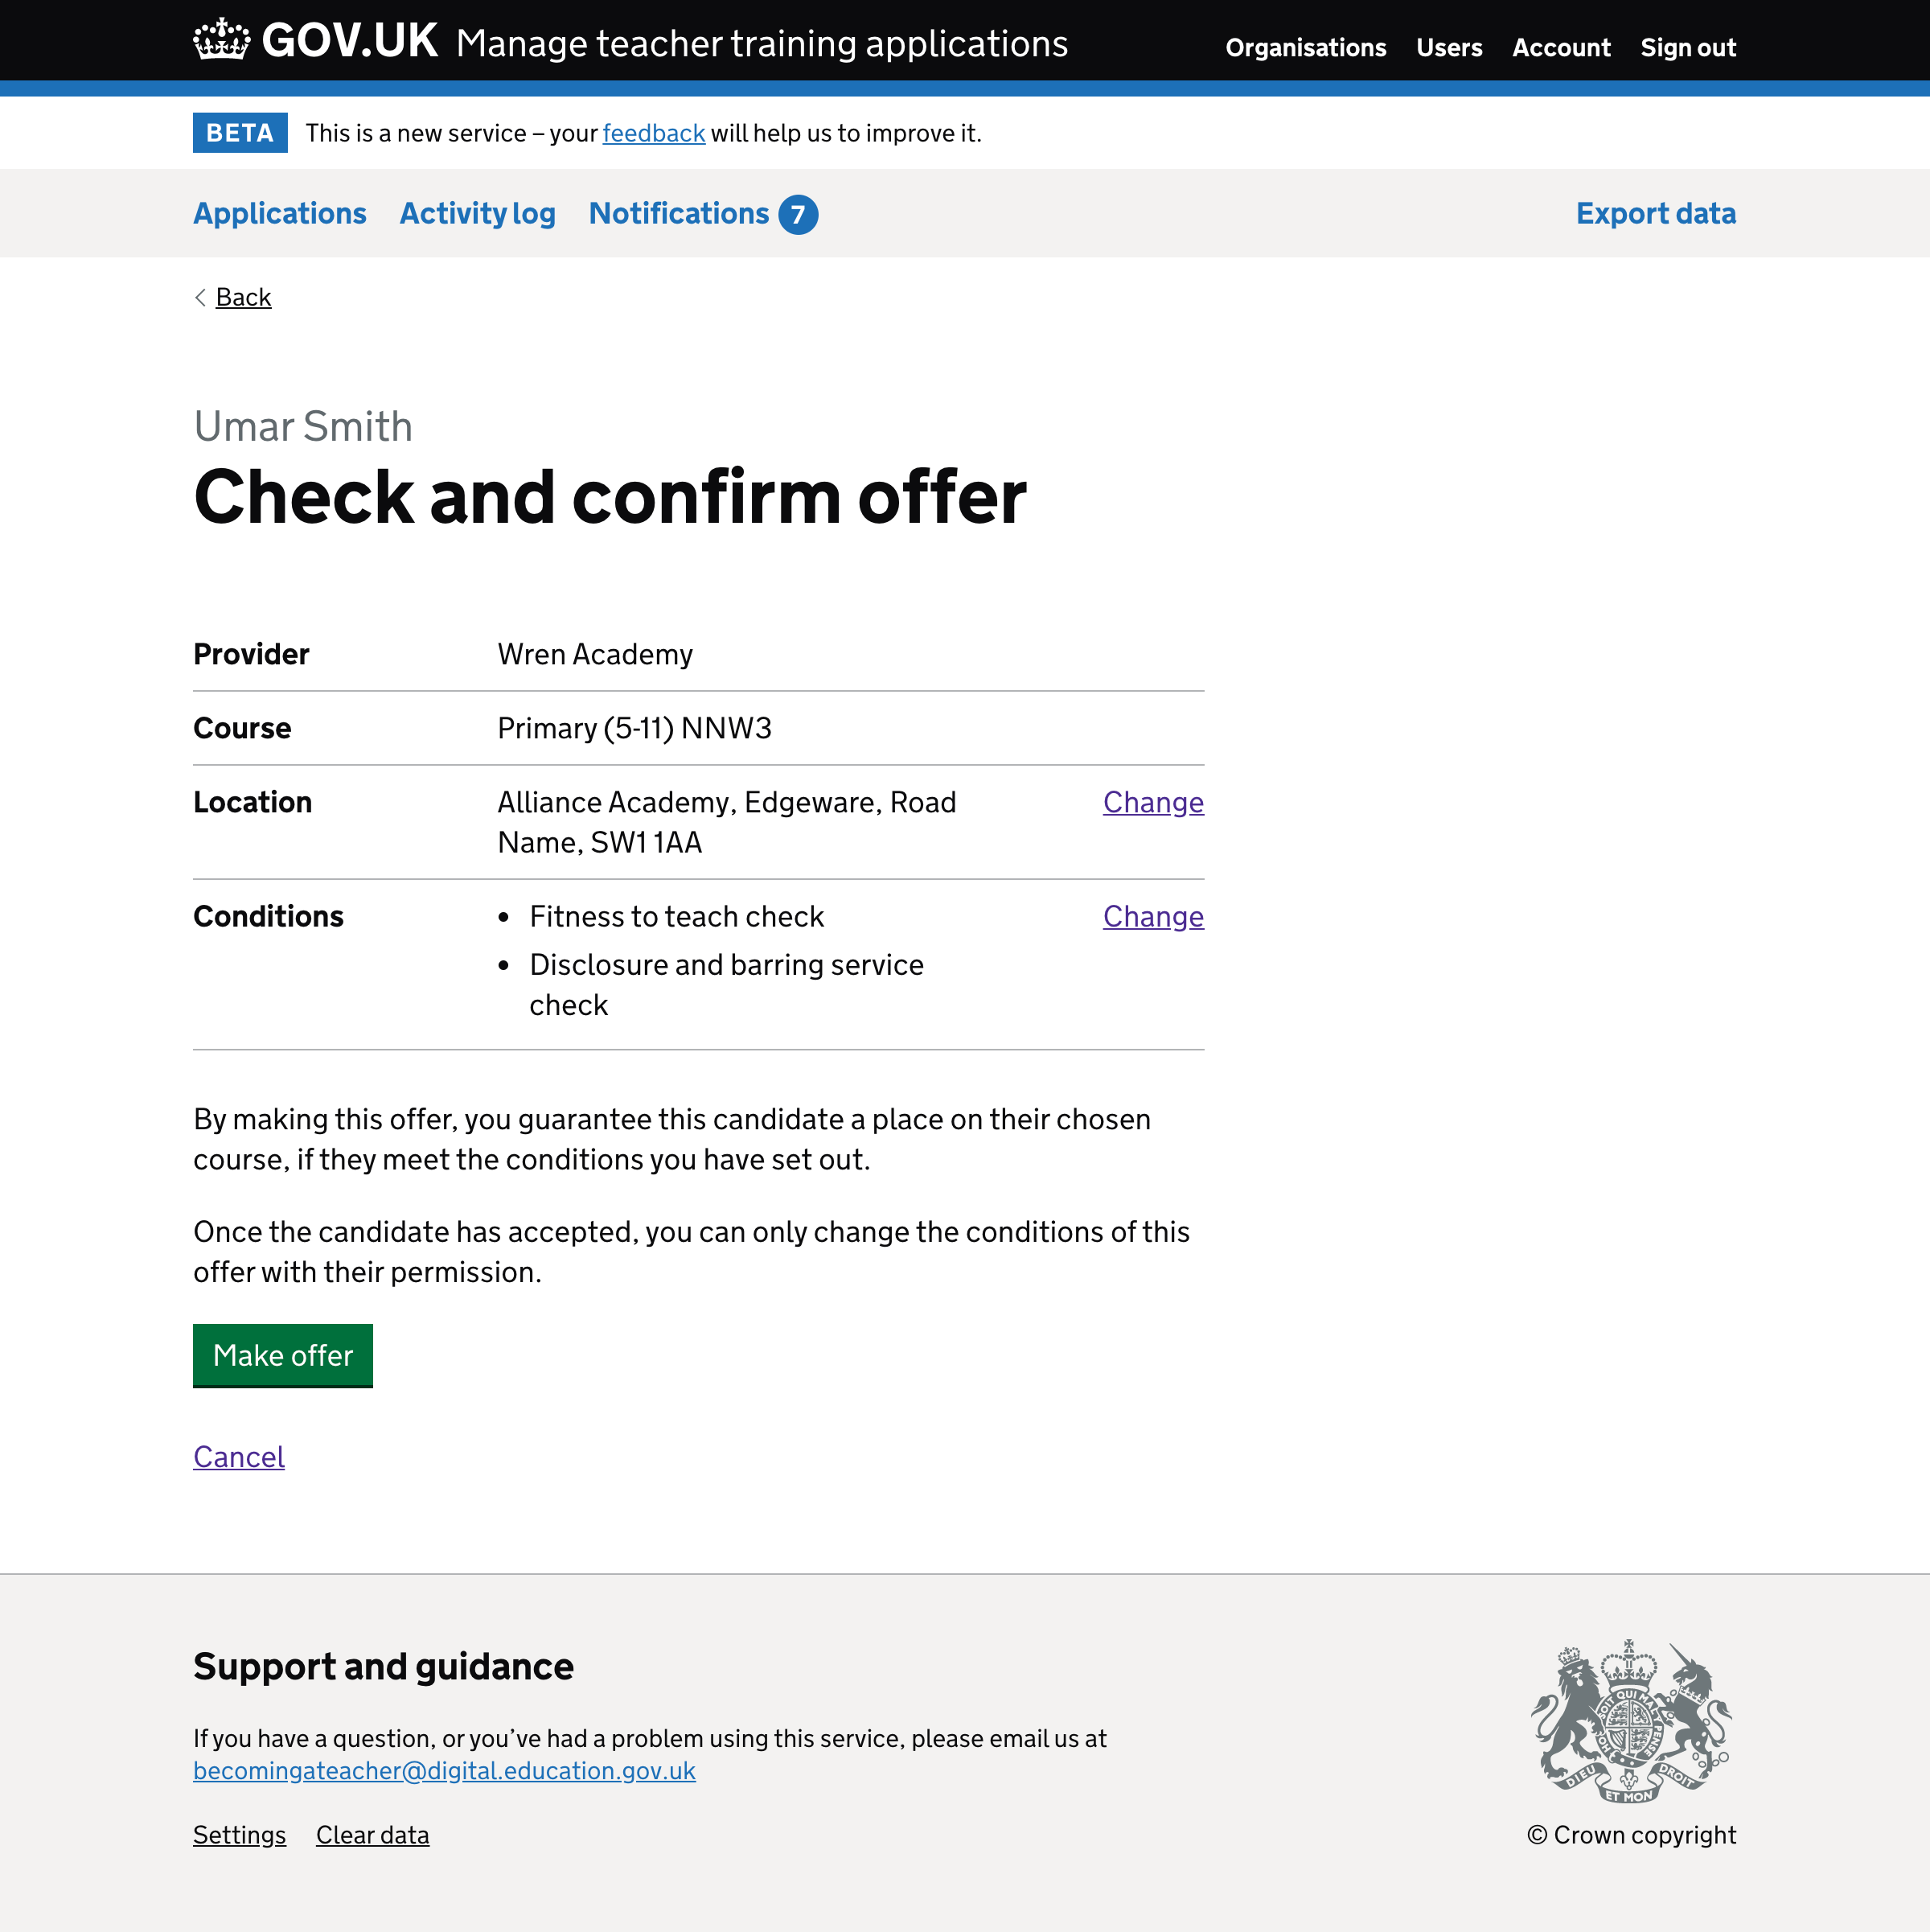 GOV.UK Manage teacher training applications Organisations Users Account Sign out
BETA This is a new service – your feedback will help us to improve it.
Applications Activity log Notifications 7 Export data
Back
Umar Smith
Check and confirm offer
Provider Wren Academy
Course Primary (5-11) NNW3
Location Alliance Academy, Edgeware, Road Change
Name, SW1 1AA
Conditions • Fitness to teach check Change
• Disclosure and barring service
check
By making this offer, you guarantee this candidate a place on their chosen
course, if they meet the conditions you have set out.
Once the candidate has accepted, you can only change the conditions of this
offer with their permission.
Make offer
Cancel
Support and guidance
If you have a question, or you’ve had a problem using this service, please email us at
becomingateacher@digital.education.gov.uk
Settings Clear data
DIEU ET MON DROIT
© Crown copyright